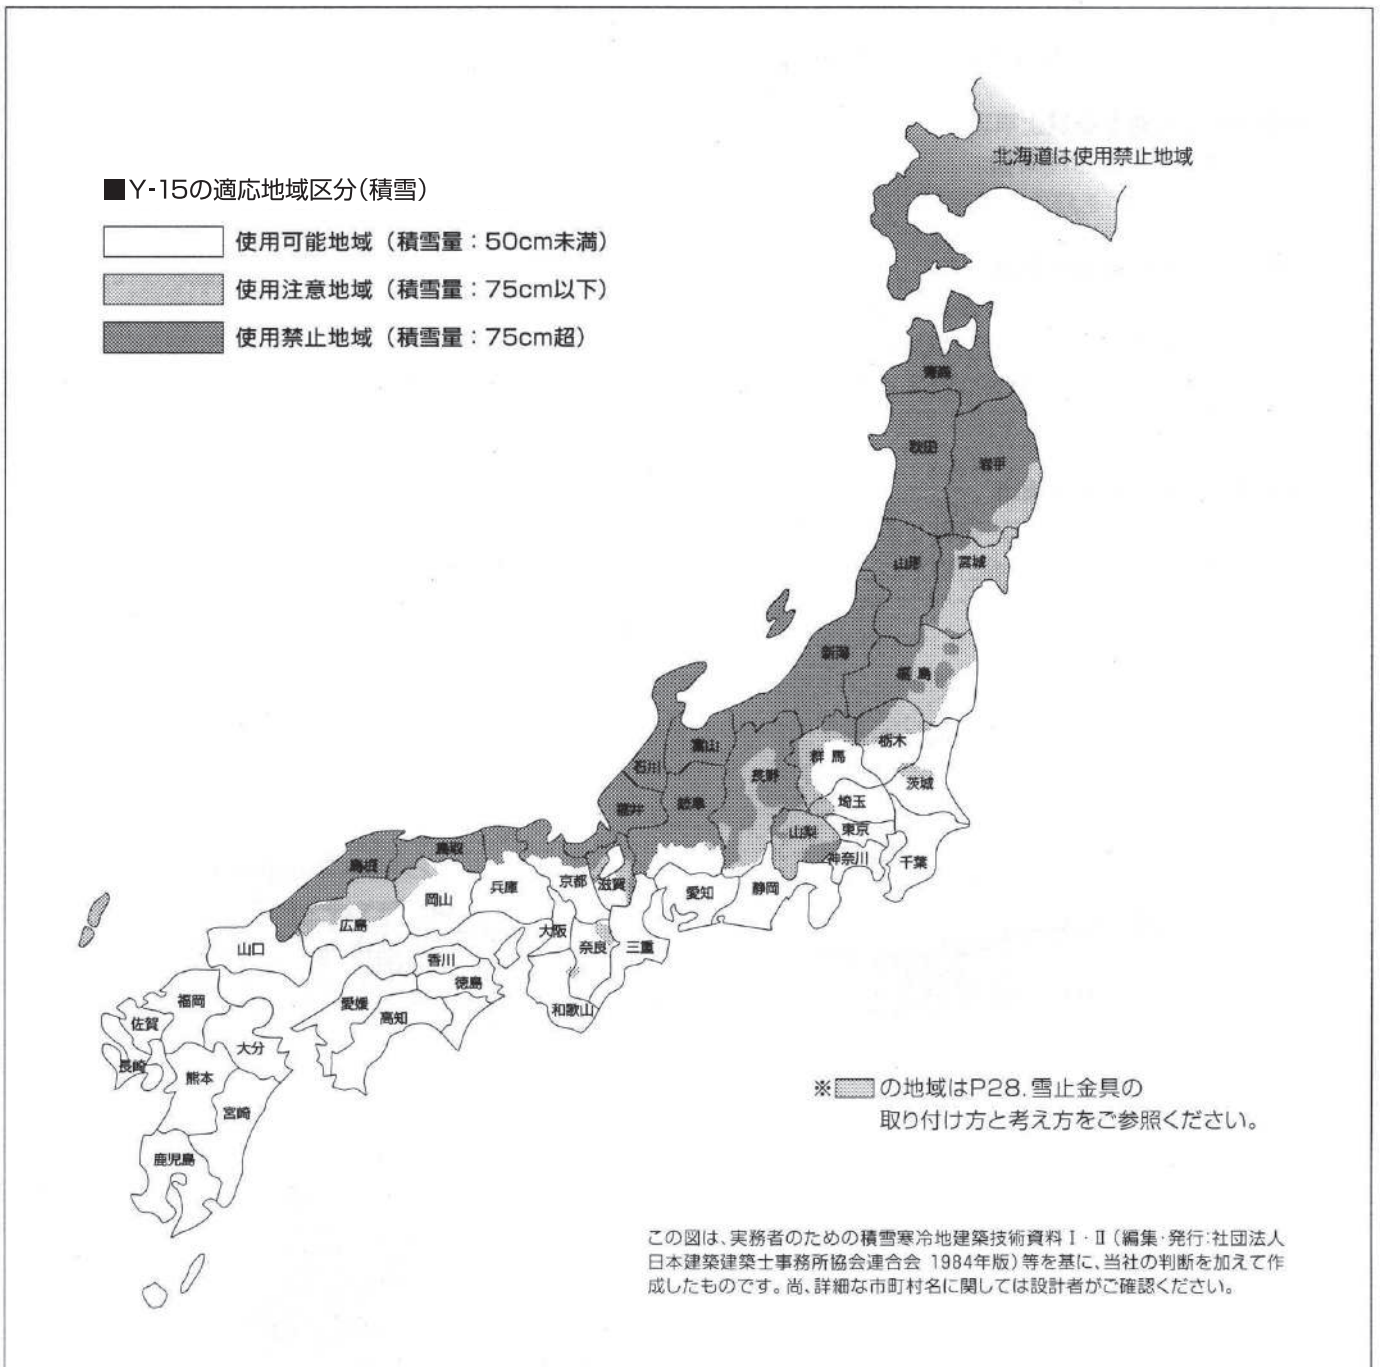 北海道は使用禁止地域
■Y-15の適応地域区分(積雪)
使用可能地域(積雪量:50cm未満)
使用注意地域(積雪量:75cm以下)
使用禁止地域(積雪量:75cm超)
青森
秋田
岩手
山形
宮城
新潟
福島
富山
石川
長野
群馬
栃木
茨城
福井
岐阜
埼玉
山梨
東京
神奈川
千葉
島根
鳥取
岡山
兵庫
京都
滋賀
愛知
静岡
広島
山口
大阪
奈良
三重
香川
徳島
愛媛
高知
和歌山
福岡
佐賀
長崎
大分
熊本
宮崎
鹿児島
※の地域はP28.雪止金具の
取り付け方と考え方をご参照ください。
この図は、実務者のための積雪寒冷地建築技術資料Ⅰ・Ⅱ(編集・発行:社団法人
日本建築建築士事務所協会連合会 1984年版)等を基に、当社の判断を加えて作
成したものです。尚、詳細な市町村名に関しては設計者がご確認ください。